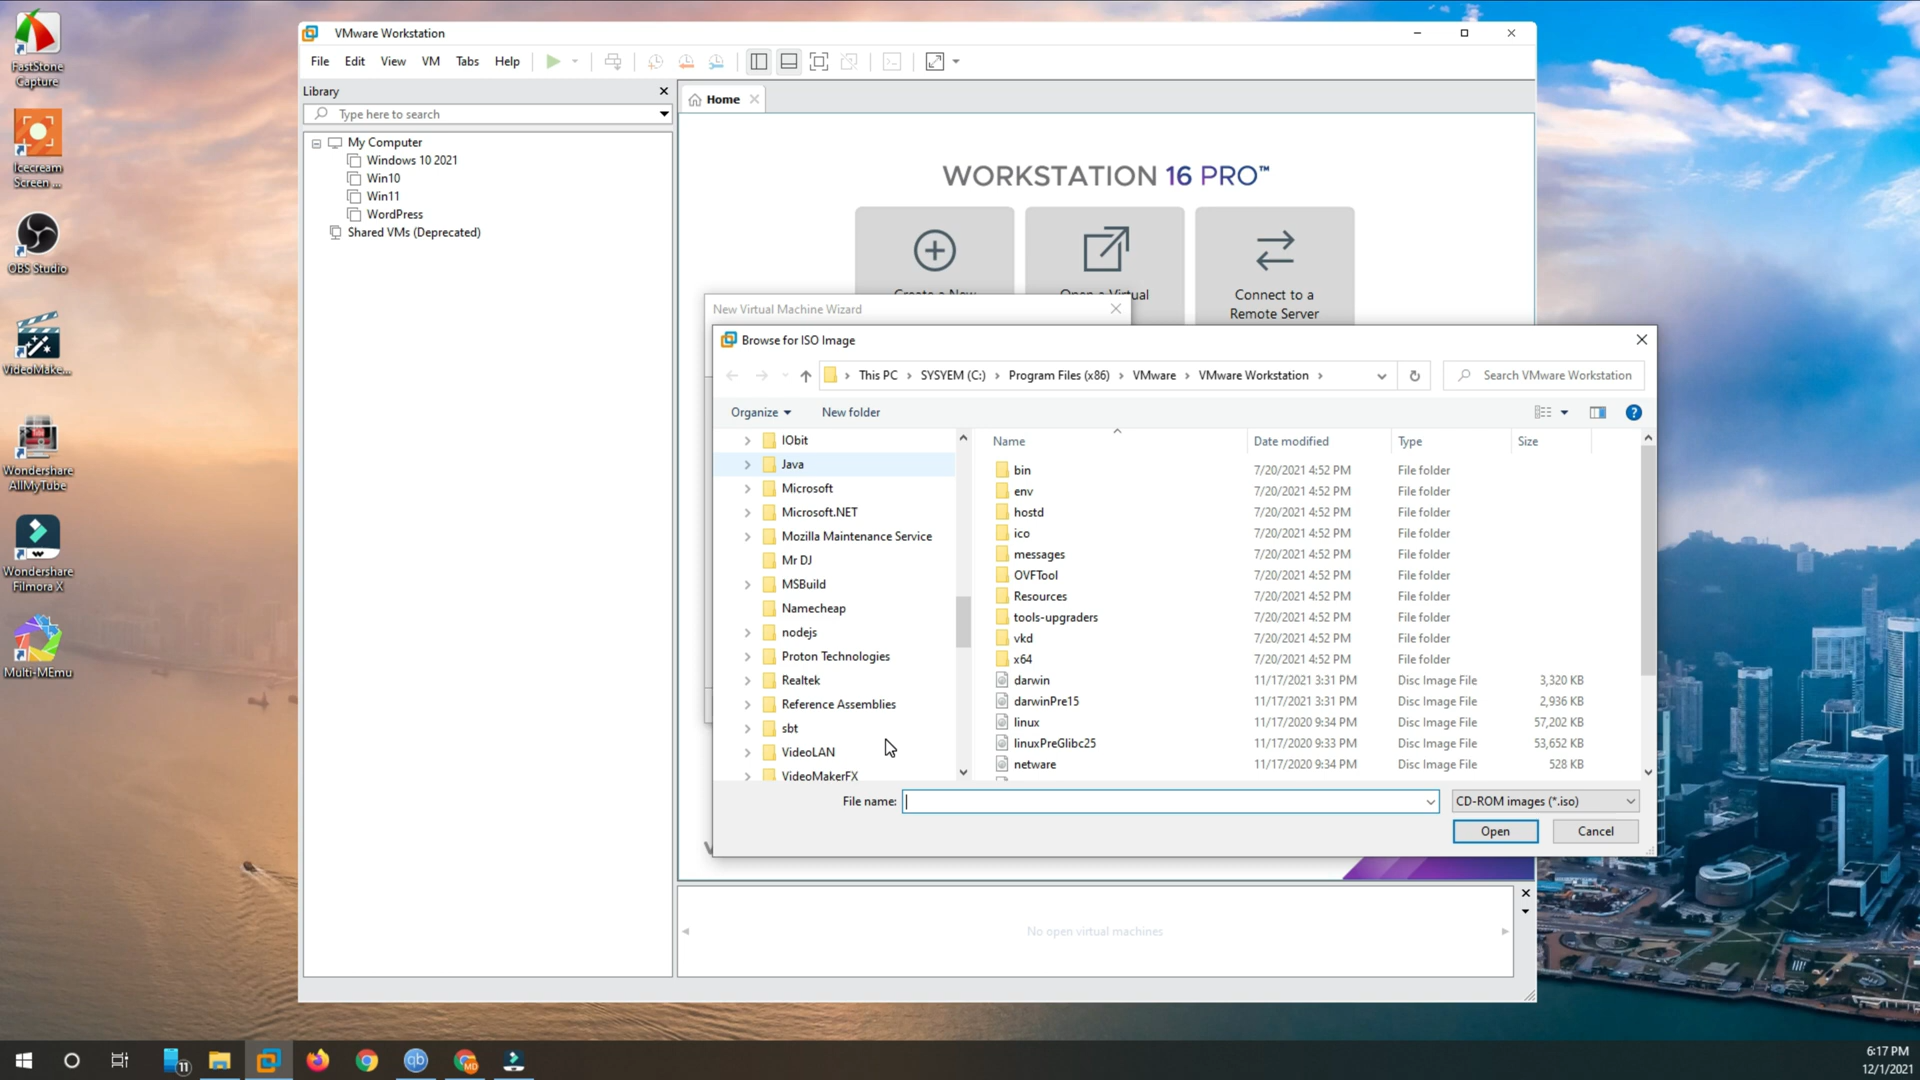 FastStone
Capture
Icecream
Screen ...
OBS Studio
VideoMake...
Wondershare
AllMyTube
Wondershare
Filmora X
Multi-MEmu
VMware Workstation
File Edit View VM Tabs Help
Library
Type here to search
My Computer
Windows 10 2021
Win10
Win11
WordPress
Shared VMs (Deprecated)
Home
WORKSTATION 16 PRO™
Create a New
Open a Virtual
Connect to a
Remote Server
New Virtual Machine Wizard
Browse for ISO Image
This PC › SYSYEM (C:) › Program Files (x86) › VMware › VMware Workstation ›
Search VMware Workstation
Organize New folder
IObit
Java
Microsoft
Microsoft.NET
Mozilla Maintenance Service
Mr DJ
MSBuild
Namecheap
nodejs
Proton Technologies
Realtek
Reference Assemblies
sbt
VideoLAN
VideoMakerFX
Name Date modified Type Size
bin 7/20/2021 4:52 PM File folder
env 7/20/2021 4:52 PM File folder
hostd 7/20/2021 4:52 PM File folder
ico 7/20/2021 4:52 PM File folder
messages 7/20/2021 4:52 PM File folder
OVFTool 7/20/2021 4:52 PM File folder
Resources 7/20/2021 4:52 PM File folder
tools-upgraders 7/20/2021 4:52 PM File folder
vkd 7/20/2021 4:52 PM File folder
x64 7/20/2021 4:52 PM File folder
darwin 11/17/2021 3:31 PM Disc Image File 3,320 KB
darwinPre15 11/17/2021 3:31 PM Disc Image File 2,936 KB
linux 11/17/2020 9:34 PM Disc Image File 57,202 KB
linuxPreGlibc25 11/17/2020 9:33 PM Disc Image File 53,652 KB
netware 11/17/2020 9:34 PM Disc Image File 528 KB
File name: CD-ROM images (*.iso)
Open Cancel
No open virtual machines
11
qb
MD
6:17 PM
12/1/2021